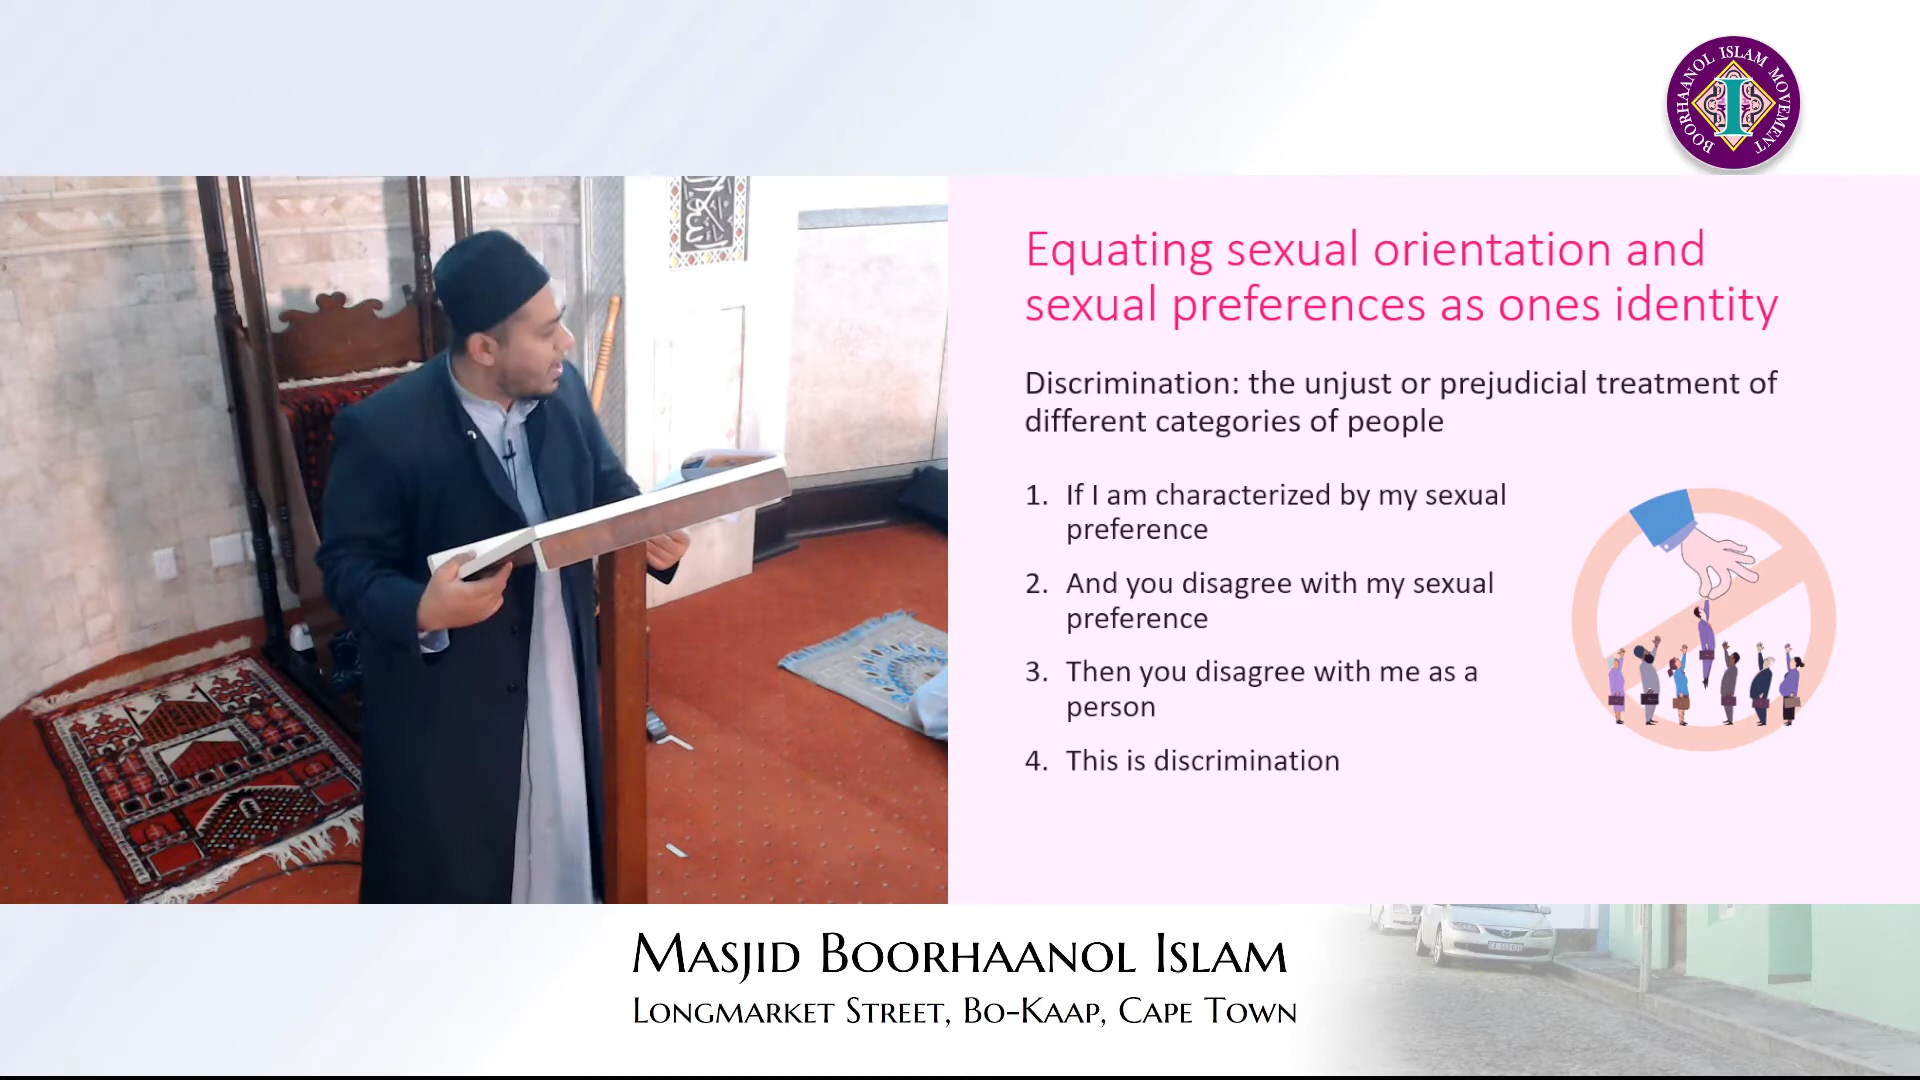 BOORHAANOL ISLAM MOVEMENT
I
Equating sexual orientation and
sexual preferences as ones identity
Discrimination: the unjust or prejudicial treatment of
different categories of people
1. If I am characterized by my sexual
preference
2. And you disagree with my sexual
preference
3. Then you disagree with me as a
person
4. This is discrimination
MASJID BOORHAANOL ISLAM
LONGMARKET STREET, BO-KAAP, CAPE TOWN